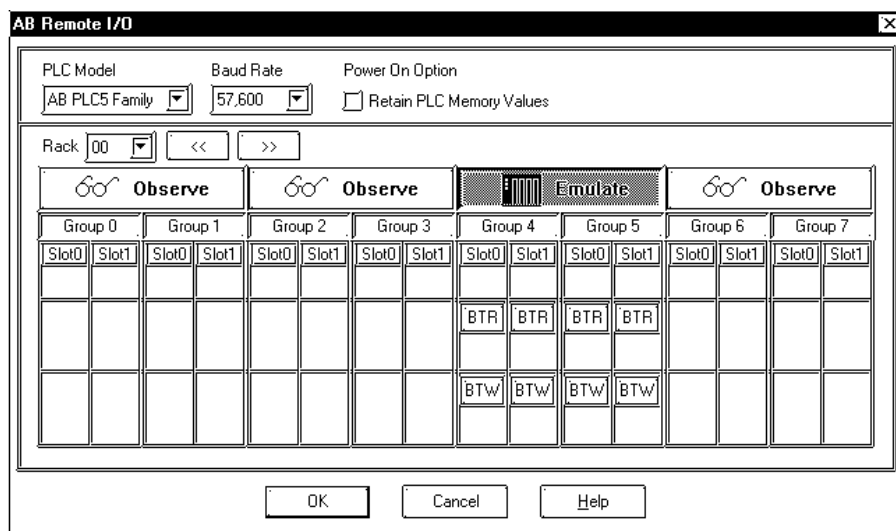 AB Remote I/O
PLC Model Baud Rate Power On Option
AB PLC5 Family 57,600 Retain PLC Memory Values
Rack 00 << >>
Observe Observe Emulate Observe
Group 0 Group 1 Group 2 Group 3 Group 4 Group 5 Group 6 Group 7
Slot0 Slot1 Slot0 Slot1 Slot0 Slot1 Slot0 Slot1 Slot0 Slot1 Slot0 Slot1 Slot0 Slot1 Slot0 Slot1
BTR BTR BTR BTR
BTW BTW BTW BTW
OK Cancel Help